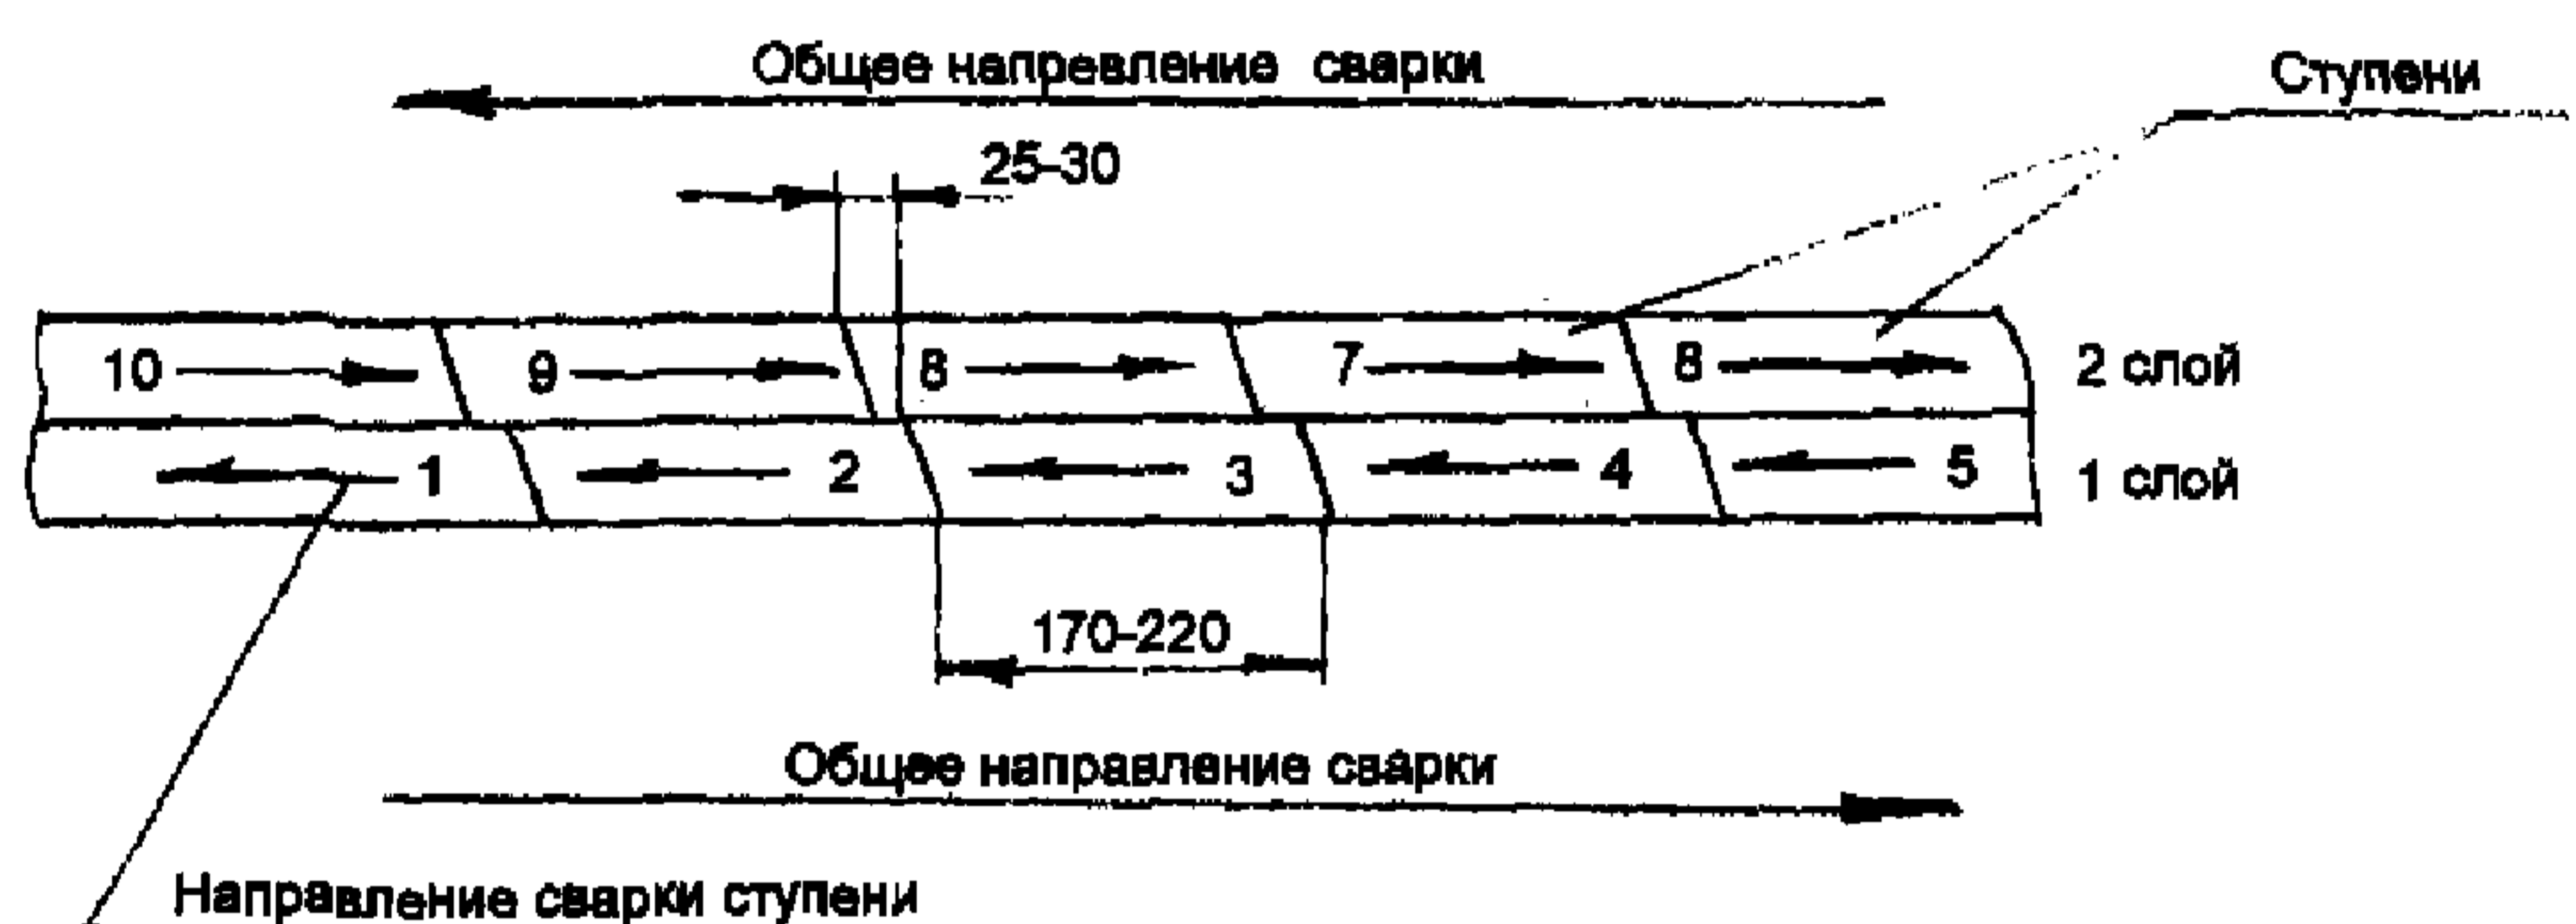 Общее напревление сварки
Ступени
25-30
10 9 8 7 8 2 слой
1 2 3 4 5 1 слой
170-220
Общее направление сварки
Направление сварки ступени